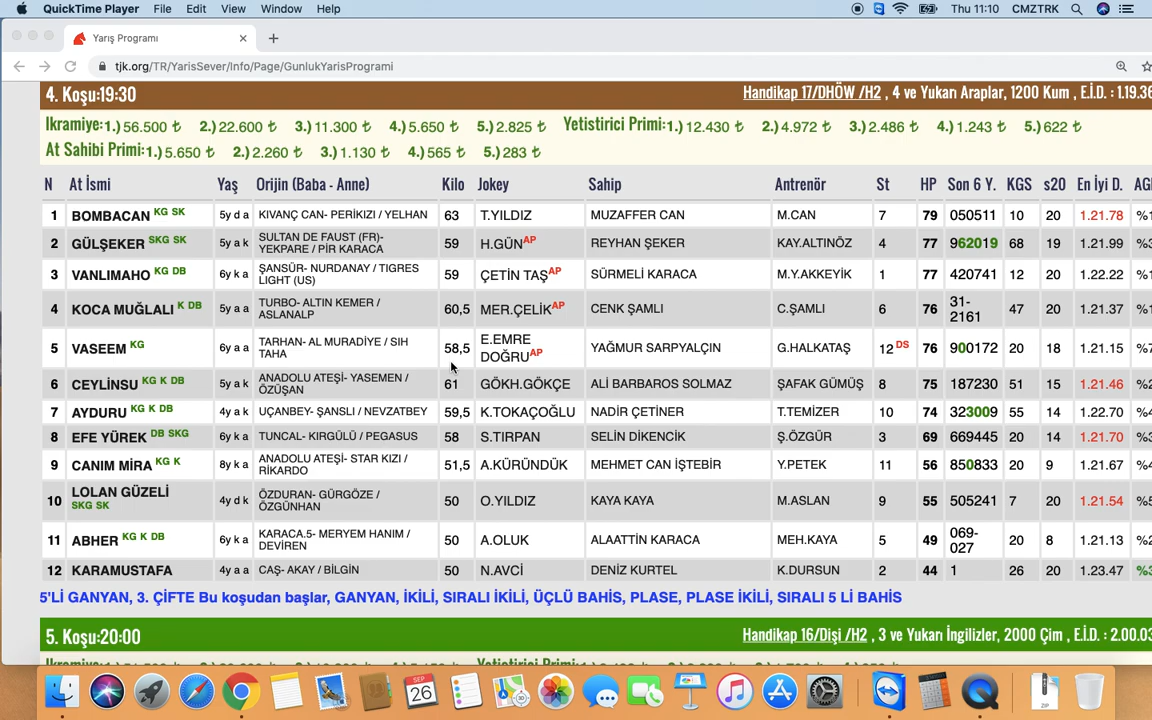 QuickTime Player File Edit View Window Help Thu 11:10 CMZTRK
Yarış Programı
tjk.org/TR/YarisSever/Info/Page/GunlukYarisProgrami
4. Koşu:19:30 Handikap 17/DHÖW /H2 , 4 ve Yukarı Araplar, 1200 Kum , E.İ.D. : 1.19.36
İkramiye:1.) 56.500 ₺ 2.) 22.600 ₺ 3.) 11.300 ₺ 4.) 5.650 ₺ 5.) 2.825 ₺ Yetistirici Primi:1.) 12.430 ₺ 2.) 4.972 ₺ 3.) 2.486 ₺ 4.) 1.243 ₺ 5.) 622 ₺
At Sahibi Primi:1.) 5.650 ₺ 2.) 2.260 ₺ 3.) 1.130 ₺ 4.) 565 ₺ 5.) 283 ₺
N At İsmi Yaş Orijin (Baba - Anne) Kilo Jokey Sahip Antrenör St HP Son 6 Y. KGS s20 En İyi D. AG
1 BOMBACAN KG SK 5y d a KIVANÇ CAN- PERİKIZI / YELHAN 63 T.YILDIZ MUZAFFER CAN M.CAN 7 79 050511 10 20 1.21.78 %1
2 GÜLŞEKER SKG SK 5y a k SULTAN DE FAUST (FR)- YEKPARE / PİR KARACA 59 H.GÜN AP REYHAN ŞEKER KAY.ALTINÖZ 4 77 962019 68 19 1.21.99 %3
3 VANLIMAHO KG DB 6y k a ŞANSÜR- NURDANAY / TIGRES LIGHT (US) 59 ÇETİN TAŞ AP SÜRMELİ KARACA M.Y.AKKEYİK 1 77 420741 12 20 1.22.22 %1
4 KOCA MUĞLALI K DB 5y a a TURBO- ALTIN KEMER / ASLANALP 60,5 MER.ÇELİK AP CENK ŞAMLI C.ŞAMLI 6 76 31-2161 47 20 1.21.37 %1
5 VASEEM KG 6y a a TARHAN- AL MURADİYE / SIH TAHA 58,5 E.EMRE DOĞRU AP YAĞMUR SARPYALÇIN G.HALKATAŞ 12 DS 76 900172 20 18 1.21.15 %7
6 CEYLİNSU KG K DB 5y a k ANADOLU ATEŞİ- YASEMEN / ÖZÜŞAN 61 GÖKH.GÖKÇE ALİ BARBAROS SOLMAZ ŞAFAK GÜMÜŞ 8 75 187230 51 15 1.21.46 %2
7 AYDURU KG K DB 4y a k UÇANBEY- ŞANSLI / NEVZATBEY 59,5 K.TOKAÇOĞLU NADİR ÇETİNER T.TEMİZER 10 74 323009 55 14 1.22.70 %4
8 EFE YÜREK DB SKG 6y k a TUNCAL- KIRGÜLÜ / PEGASUS 58 S.TIRPAN SELİN DİKENCİK Ş.ÖZGÜR 3 69 669445 20 14 1.21.70 %3
9 CANIM MİRA KG K 8y k a ANADOLU ATEŞİ- STAR KIZI / RİKARDO 51,5 A.KÜRÜNDÜK MEHMET CAN İŞTEBİR Y.PETEK 11 56 850833 20 9 1.21.67 %4
10 LOLAN GÜZELİ SKG SK 4y d k ÖZDURAN- GÜRGÖZE / ÖZGÜNHAN 50 O.YILDIZ KAYA KAYA M.ASLAN 9 55 505241 7 20 1.21.54 %5
11 ABHER KG K DB 6y k a KARACA.5- MERYEM HANIM / DEVİREN 50 A.OLUK ALAATTİN KARACA MEH.KAYA 5 49 069-027 20 8 1.21.13 %2
12 KARAMUSTAFA 4y a a CAŞ- AKAY / BİLGİN 50 N.AVCİ DENİZ KURTEL K.DURSUN 2 44 1 26 20 1.23.47 %3
5'Lİ GANYAN, 3. ÇİFTE Bu koşudan başlar, GANYAN, İKİLİ, SIRALI İKİLİ, ÜÇLÜ BAHİS, PLASE, PLASE İKİLİ, SIRALI 5 Lİ BAHİS
5. Koşu:20:00 Handikap 16/Dişi /H2 , 3 ve Yukarı İngilizler, 2000 Çim , E.İ.D. : 2.00.03
SEP
26
ZIP